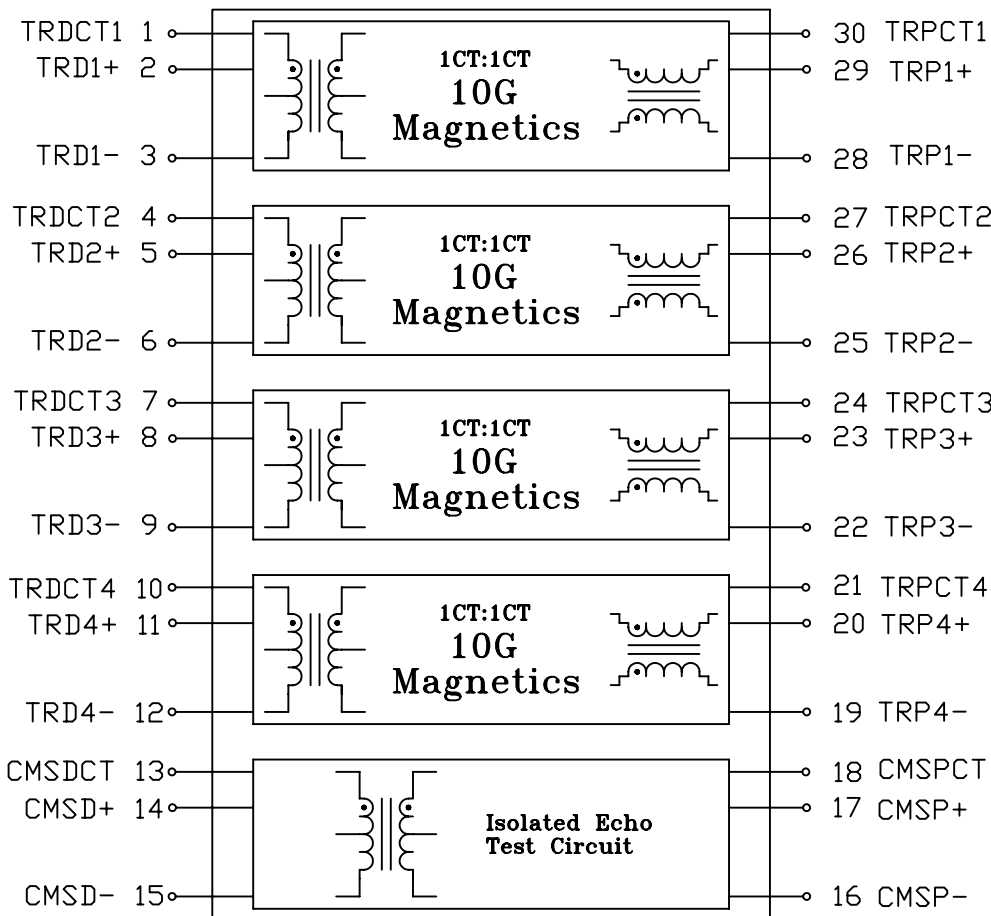 TRDCT1 1 30 TRPCT1
TRD1+ 2 1CT:1CT 29 TRP1+
10G
Magnetics
TRD1- 3 28 TRP1-
TRDCT2 4 27 TRPCT2
TRD2+ 5 1CT:1CT 26 TRP2+
10G
Magnetics
TRD2- 6 25 TRP2-
TRDCT3 7 24 TRPCT3
TRD3+ 8 1CT:1CT 23 TRP3+
10G
Magnetics
TRD3- 9 22 TRP3-
TRDCT4 10 21 TRPCT4
TRD4+ 11 1CT:1CT 20 TRP4+
10G
Magnetics
TRD4- 12 19 TRP4-
CMSDCT 13 18 CMSPCT
CMSD+ 14 17 CMSP+
Isolated Echo
Test Circuit
CMSD- 15 16 CMSP-